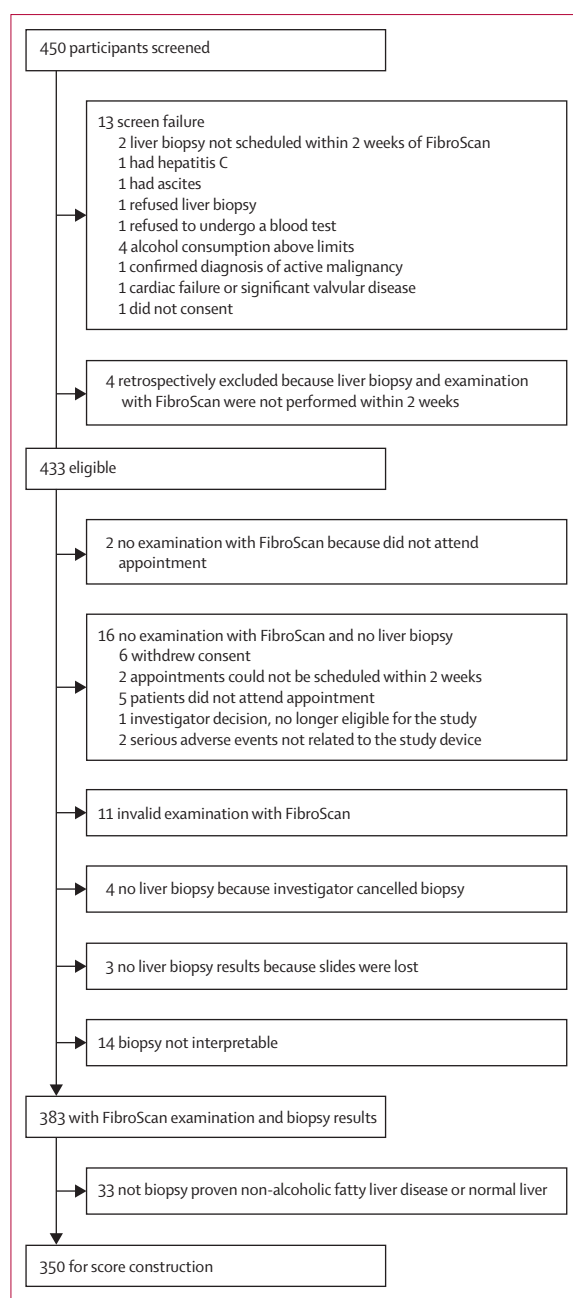 450 participants screened
13 screen failure
2 liver biopsy not scheduled within 2 weeks of FibroScan
1 had hepatitis C
1 had ascites
1 refused liver biopsy
1 refused to undergo a blood test
4 alcohol consumption above limits
1 confirmed diagnosis of active malignancy
1 cardiac failure or significant valvular disease
1 did not consent
4 retrospectively excluded because liver biopsy and examination
with FibroScan were not performed within 2 weeks
433 eligible
2 no examination with FibroScan because did not attend
appointment
16 no examination with FibroScan and no liver biopsy
6 withdrew consent
2 appointments could not be scheduled within 2 weeks
5 patients did not attend appointment
1 investigator decision, no longer eligible for the study
2 serious adverse events not related to the study device
11 invalid examination with FibroScan
4 no liver biopsy because investigator cancelled biopsy
3 no liver biopsy results because slides were lost
14 biopsy not interpretable
383 with FibroScan examination and biopsy results
33 not biopsy proven non-alcoholic fatty liver disease or normal liver
350 for score construction